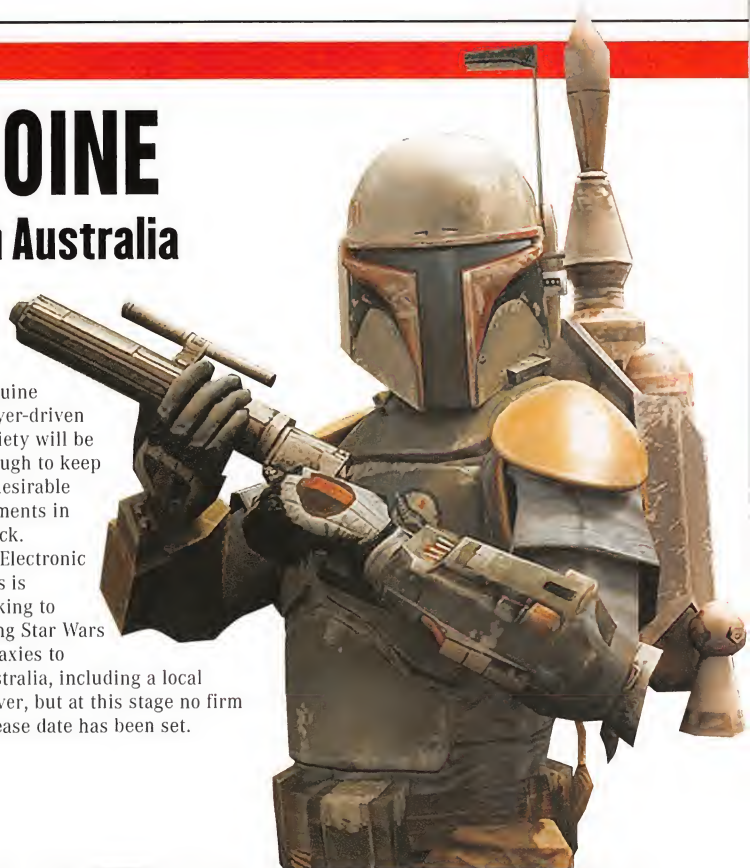 OINE
Australia
uine
yer-driven
iety will be
ugh to keep
esirable
ments in
ck.
Electronic
s is
king to
ng Star Wars
axies to
stralia, including a local
ver, but at this stage no firm
ease date has been set.